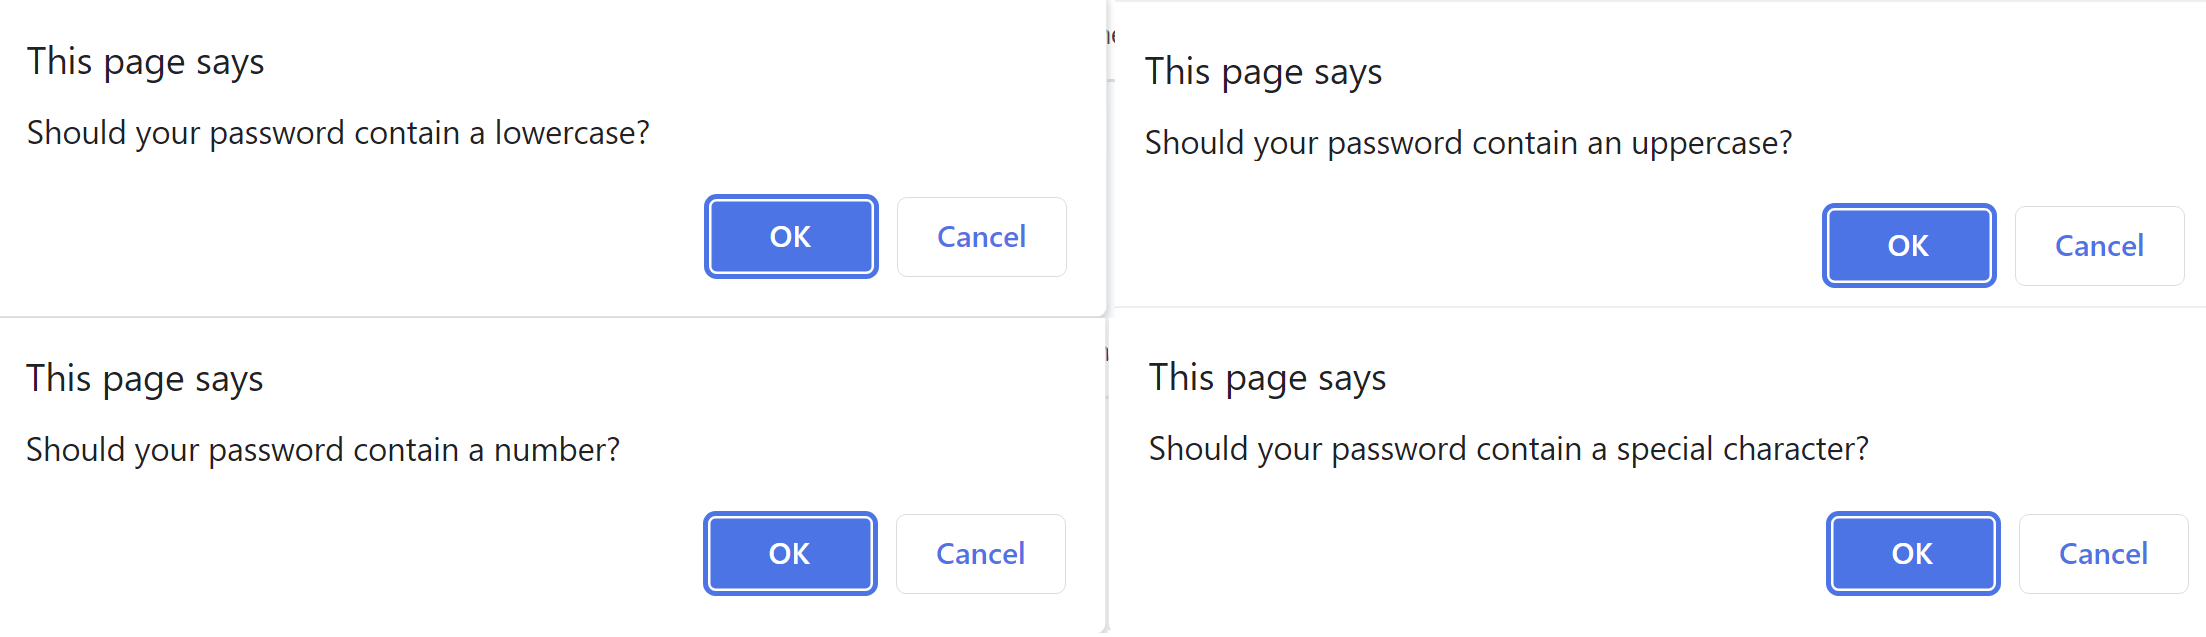 This page says
Should your password contain a lowercase?
OK Cancel
This page says
Should your password contain an uppercase?
OK Cancel
This page says
Should your password contain a number?
OK Cancel
This page says
Should your password contain a special character?
OK Cancel